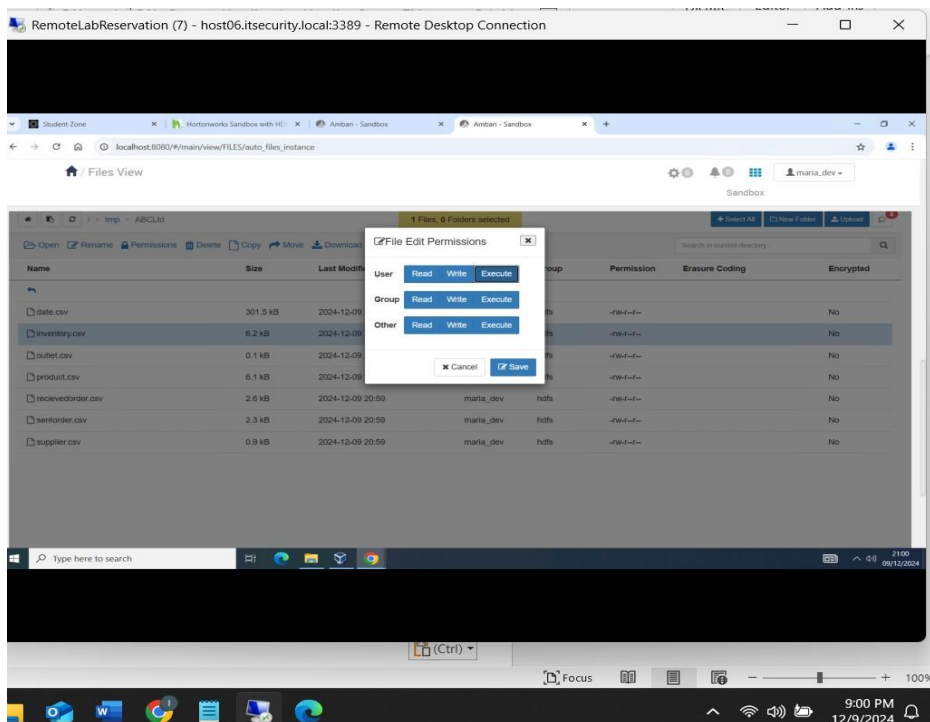 RemoteLabReservation (7) - host06.itsecurity.local:3389 - Remote Desktop Connection
Student Zone
Hortonworks Sandbox with HD
Ambari - Sandbox
Ambari - Sandbox
localhost:8080/#/main/view/FILES/auto_files_instance
/ Files View
maria_dev
Sandbox
/ > tmp > ABCLtd
1 Files, 0 Folders selected
+ Select All New Folder Upload
Open Rename Permissions Delete Copy Move Download
Search in current directory..
File Edit Permissions
User Read Write Execute
Group Read Write Execute
Other Read Write Execute
Cancel Save
Name Size Last Modifi roup Permission Erasure Coding Encrypted
date.csv 301.5 kB 2024-12-09 hdfs -rw-r--r-- No
inventory.csv 6.2 kB 2024-12-09 -rw-r--r-- No
outlet.csv 0.1 kB 2024-12-09 -rw-r--r-- No
product.csv 6.1 kB 2024-12-09 -rw-r--r-- No
recievedorder.csv 2.6 kB 2024-12-09 20:59 maria_dev hdfs -rw-r--r-- No
sentorder.csv 2.3 kB 2024-12-09 20:59 maria_dev hdfs -rw-r--r-- No
supplier.csv 0.9 kB 2024-12-09 20:59 maria_dev hdfs -rw-r--r-- No
Type here to search
21:00
09/12/2024
(Ctrl)
Focus
100%
9:00 PM
12/9/2024